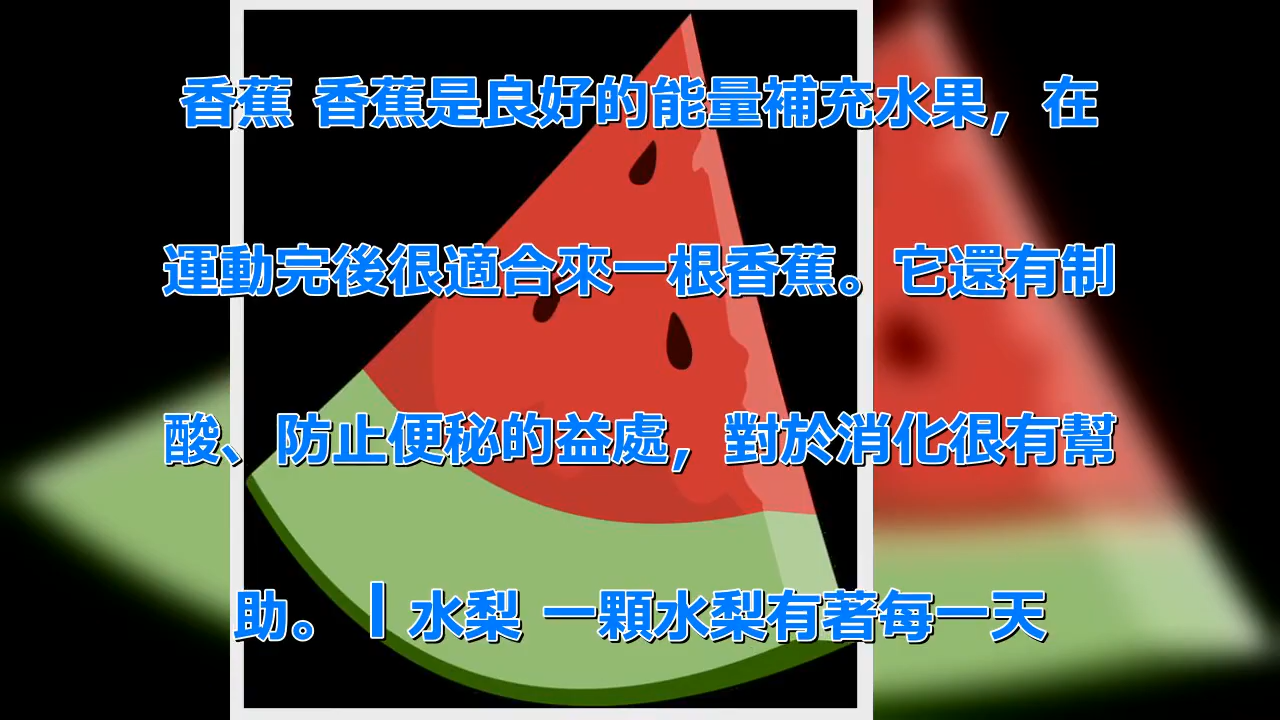 香蕉 香蕉是良好的能量補充水果，在
運動完後很適合來一根香蕉。它還有制
酸、防止便秘的益處，對於消化很有幫
助。┃水梨 一顆水梨有著每一天